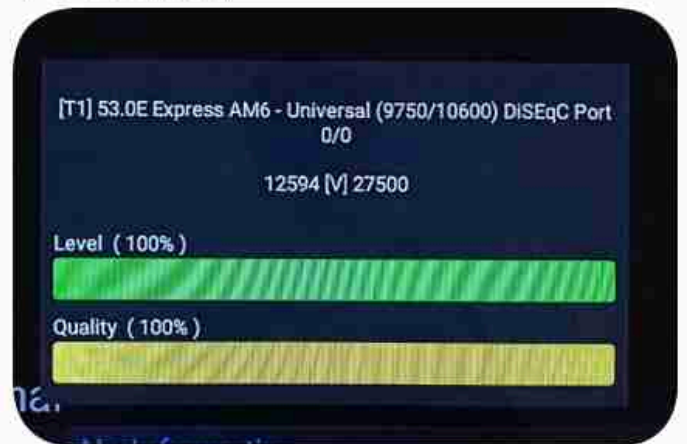 [T1] 53.0E Express AM6 - Universal (9750/10600) DiSEqC Port
0/0
12594 [V] 27500
Level ( 100% )
Quality ( 100% )